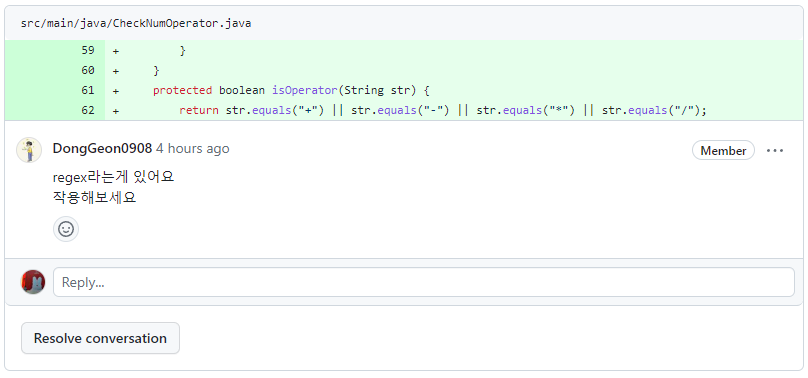 src/main/java/CheckNumOperator.java
59 + }
60 + }
61 + protected boolean isOperator(String str) {
62 + return str.equals("+") || str.equals("-") || str.equals("*") || str.equals("/");
DongGeon0908 4 hours ago Member ...
regex라는게 있어요
작용해보세요
Reply...
Resolve conversation